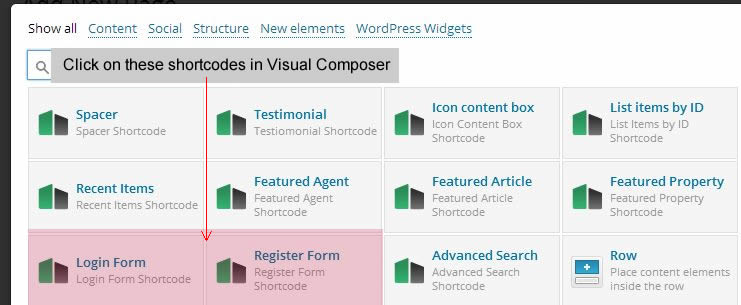 Add New Page
Show all Content Social Structure New elements WordPress Widgets
Click on these shortcodes in Visual Composer
Spacer
Spacer Shortcode
Testimonial
Testiomonial Shortcode
Icon content box
Icon Content Box
Shortcode
List items by ID
List Items by ID
Shortcode
Recent Items
Recent Items Shortcode
Featured Agent
Featured Agent
Shortcode
Featured Article
Featured Article
Shortcode
Featured Property
Featured Property
Shortcode
Login Form
Login Form Shortcode
Register Form
Register Form
Shortcode
Advanced Search
Advanced Search
Shortcode
Row
Place content elements
inside the row